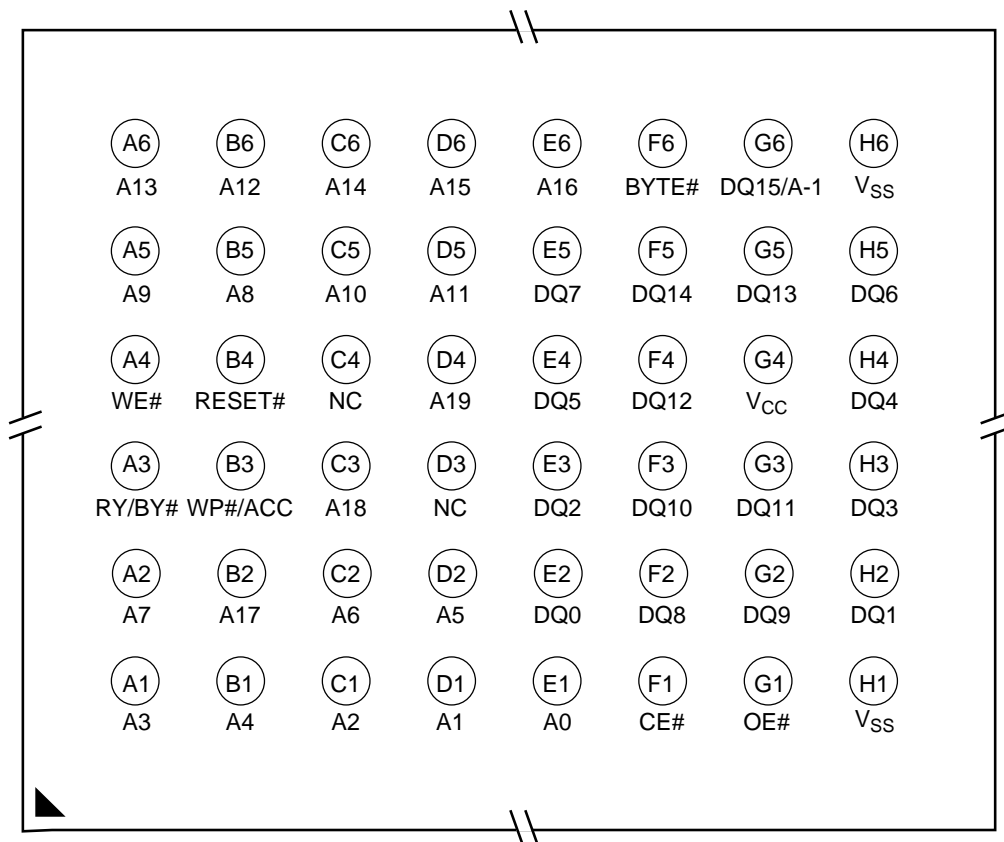 A6 B6 C6 D6 E6 F6 G6 H6
A13 A12 A14 A15 A16 BYTE# DQ15/A-1 VSS
A5 B5 C5 D5 E5 F5 G5 H5
A9 A8 A10 A11 DQ7 DQ14 DQ13 DQ6
A4 B4 C4 D4 E4 F4 G4 H4
WE# RESET# NC A19 DQ5 DQ12 VCC DQ4
A3 B3 C3 D3 E3 F3 G3 H3
RY/BY# WP#/ACC A18 NC DQ2 DQ10 DQ11 DQ3
A2 B2 C2 D2 E2 F2 G2 H2
A7 A17 A6 A5 DQ0 DQ8 DQ9 DQ1
A1 B1 C1 D1 E1 F1 G1 H1
A3 A4 A2 A1 A0 CE# OE# VSS